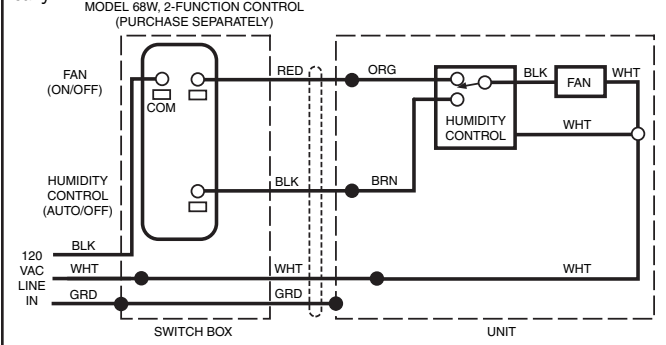 MODEL 68W, 2-FUNCTION CONTROL
(PURCHASE SEPARATELY)
FAN
(ON/OFF)
COM
RED
ORG
BLK
FAN
WHT
HUMIDITY
CONTROL
WHT
HUMIDITY
CONTROL
(AUTO/OFF)
BLK
BRN
120
VAC
LINE
IN
BLK
WHT
WHT
WHT
GRD
GRD
SWITCH BOX
UNIT